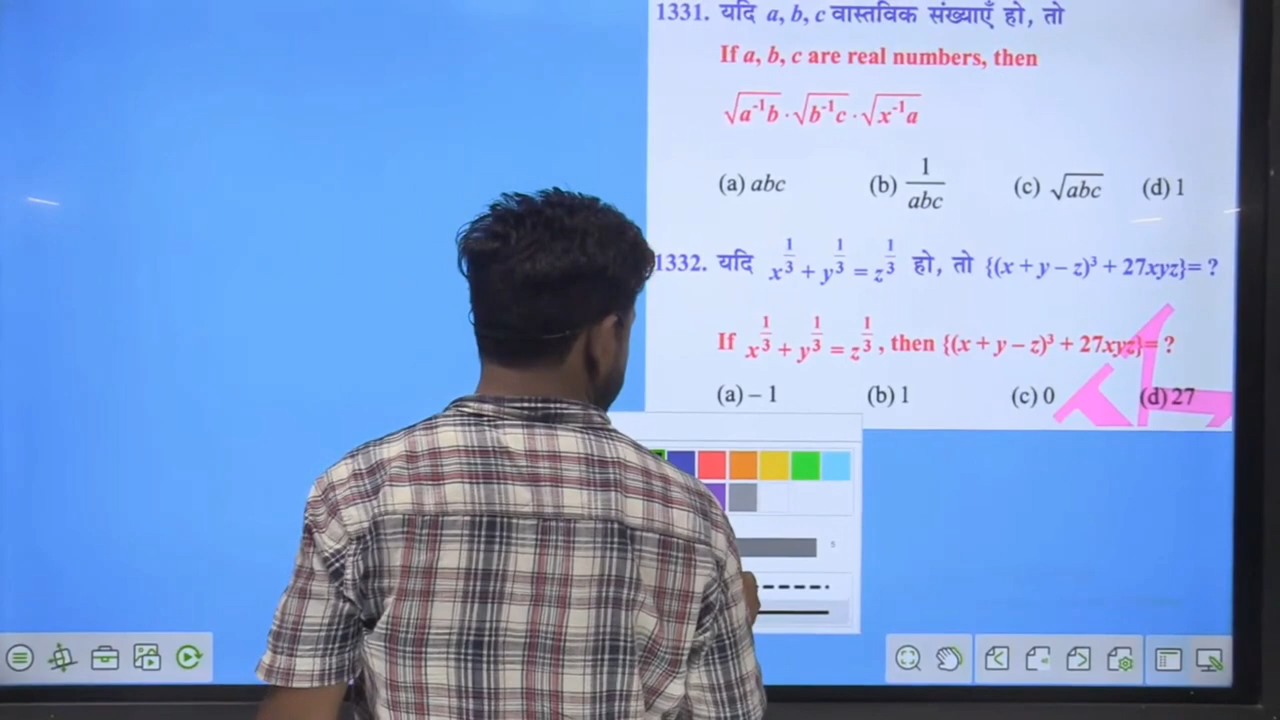 1331. यदि a, b, c वास्तविक संख्याएँ हो, तो
If a, b, c are real numbers, then
√(a⁻¹b) · √(b⁻¹c) · √(x⁻¹a)
(a) abc (b) 1/abc (c) √(abc) (d) 1
1332. यदि x^(1/3) + y^(1/3) = z^(1/3) हो, तो {(x + y – z)³ + 27xyz} = ?
If x^(1/3) + y^(1/3) = z^(1/3), then {(x + y – z)³ + 27xyz} = ?
(a) – 1 (b) 1 (c) 0 (d) 27
5